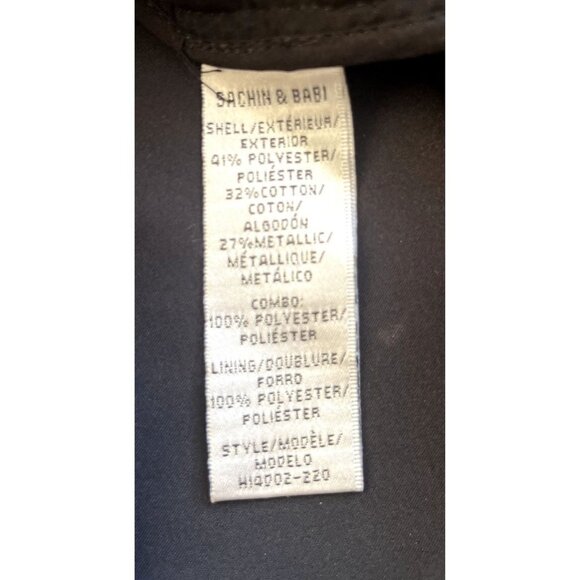 SACHIN & BABI
SHELL/EXTÉRIEUR/
EXTERIOR
41% POLYESTER/
POLIÉSTER
32%COTTON/
COTON/
ALGODÓN
27%METALLIC/
MÉTALLIQUE/
METÁLICO
COMBO:
100% POLYESTER/
POLIÉSTER
LINING/DOUBLURE/
FORRO
100% POLYESTER/
POLIÉSTER
STYLE/MODÈLE/
MODELO
H14D02-220